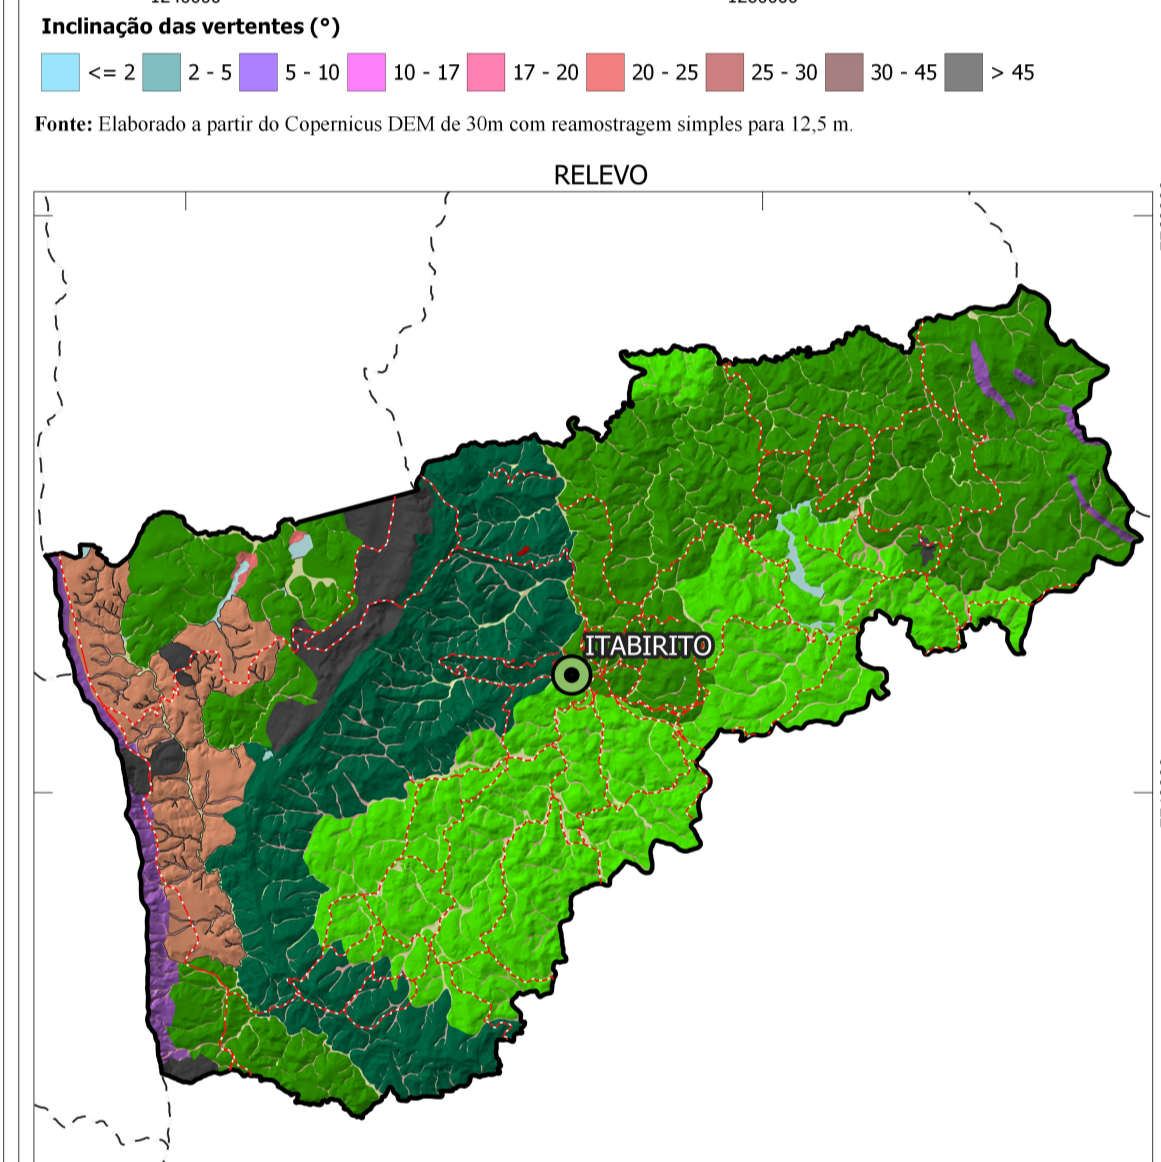 Inclinação das vertentes (°)
<= 2 2 - 5 5 - 10 10 - 17 17 - 20 20 - 25 25 - 30 30 - 45 > 45
Fonte: Elaborado a partir do Copernicus DEM de 30m com reamostragem simples para 12,5 m.
RELEVO
ITABIRITO